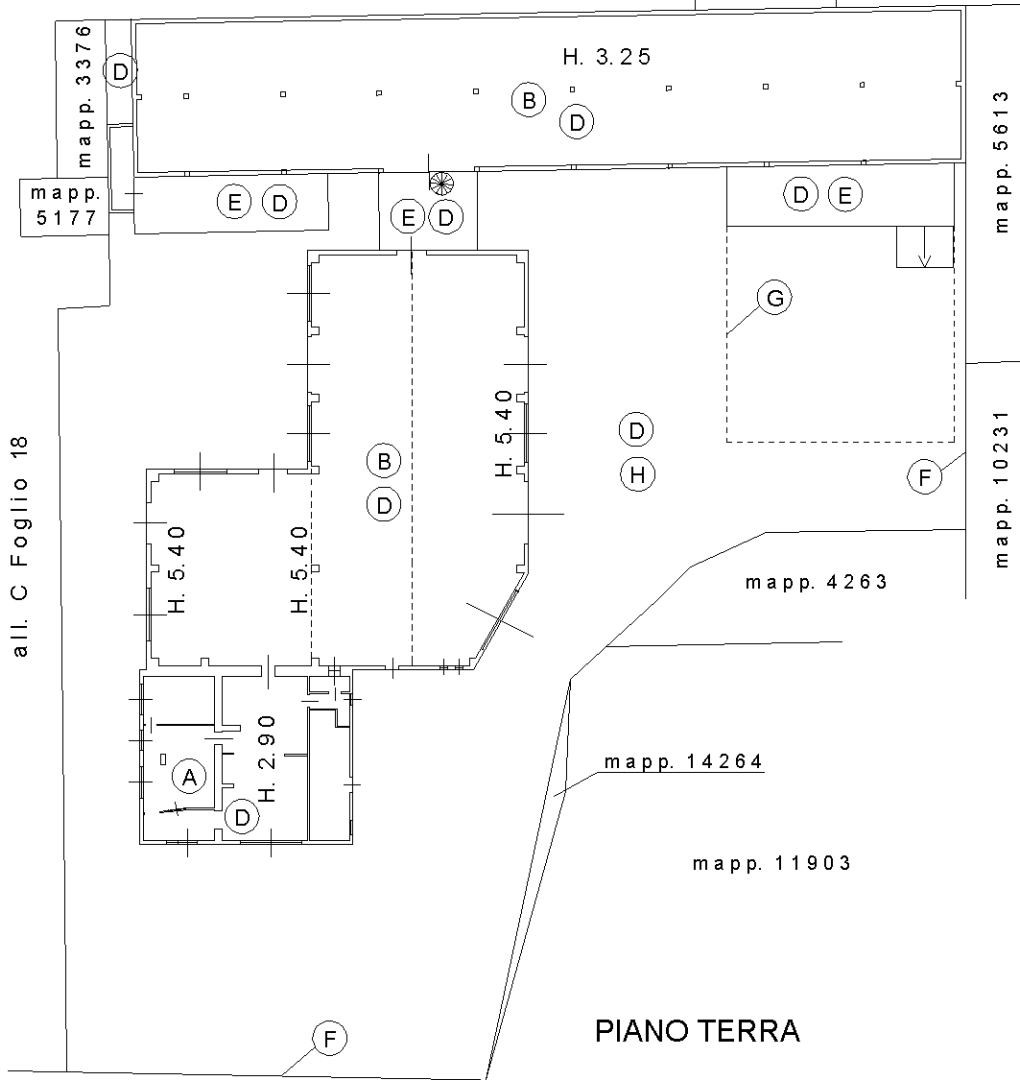 mapp. 3376
D
H. 3.25
B
D
mapp. 5613
mapp.
5177
E D
E D
D E
G
H. 5.40
B
D
D
H
F
mapp. 10231
all. C Foglio 18
H. 5.40
H. 5.40
mapp. 4263
H. 2.90
A
D
mapp. 14264
mapp. 11903
F
PIANO TERRA